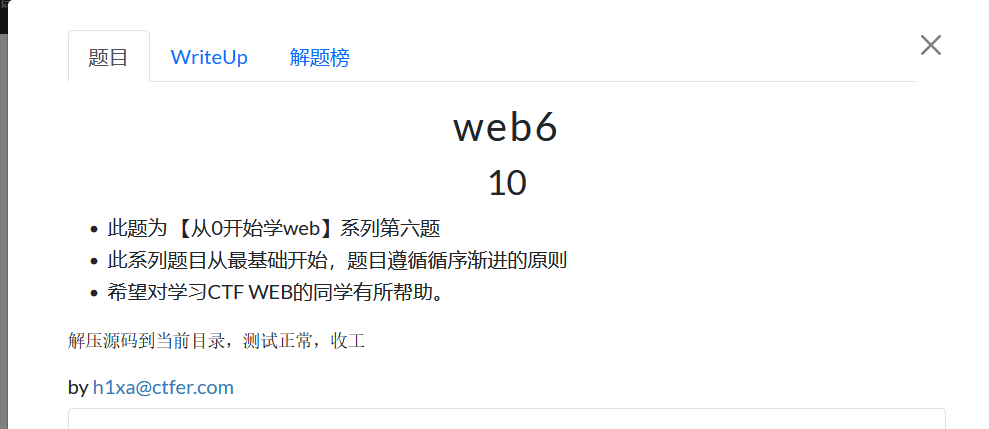 题目 WriteUp 解题榜
web6
10
此题为 【从0开始学web】系列第六题
此系列题目从最基础开始，题目遵循循序渐进的原则
希望对学习CTF WEB的同学有所帮助。
解压源码到当前目录，测试正常，收工
by h1xa@ctfer.com